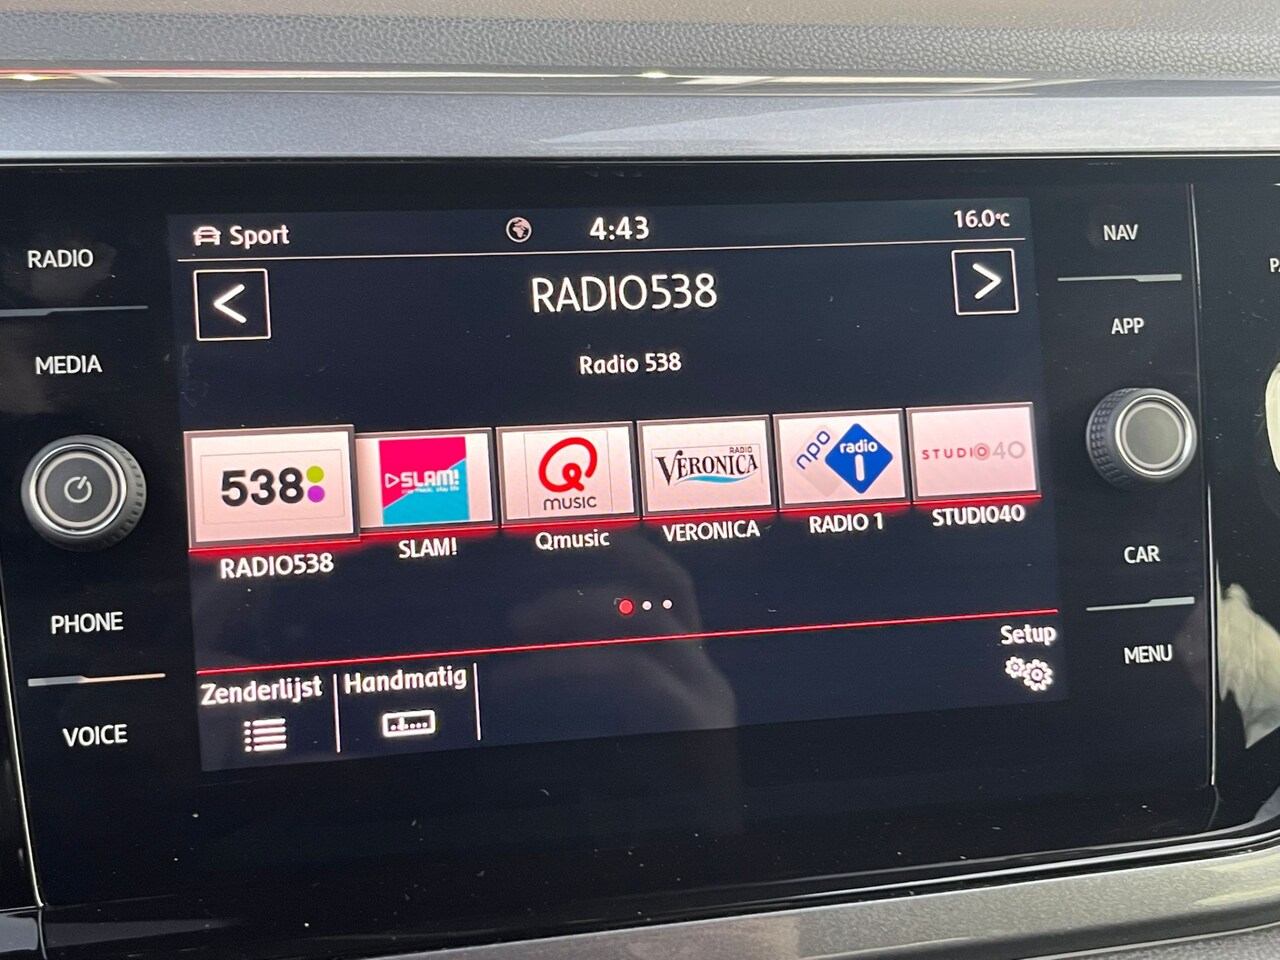 Sport 4:43 16.0°C
RADIO538
Radio 538
538
SLAM!
Q
MUSIC
RADIO
VERONICA
npo
radio
1
STUDIO40
RADIO538 SLAM! Qmusic VERONICA RADIO 1 STUDIO40
Zenderlijst Handmatig Setup
RADIO
MEDIA
PHONE
VOICE
NAV
APP
CAR
MENU